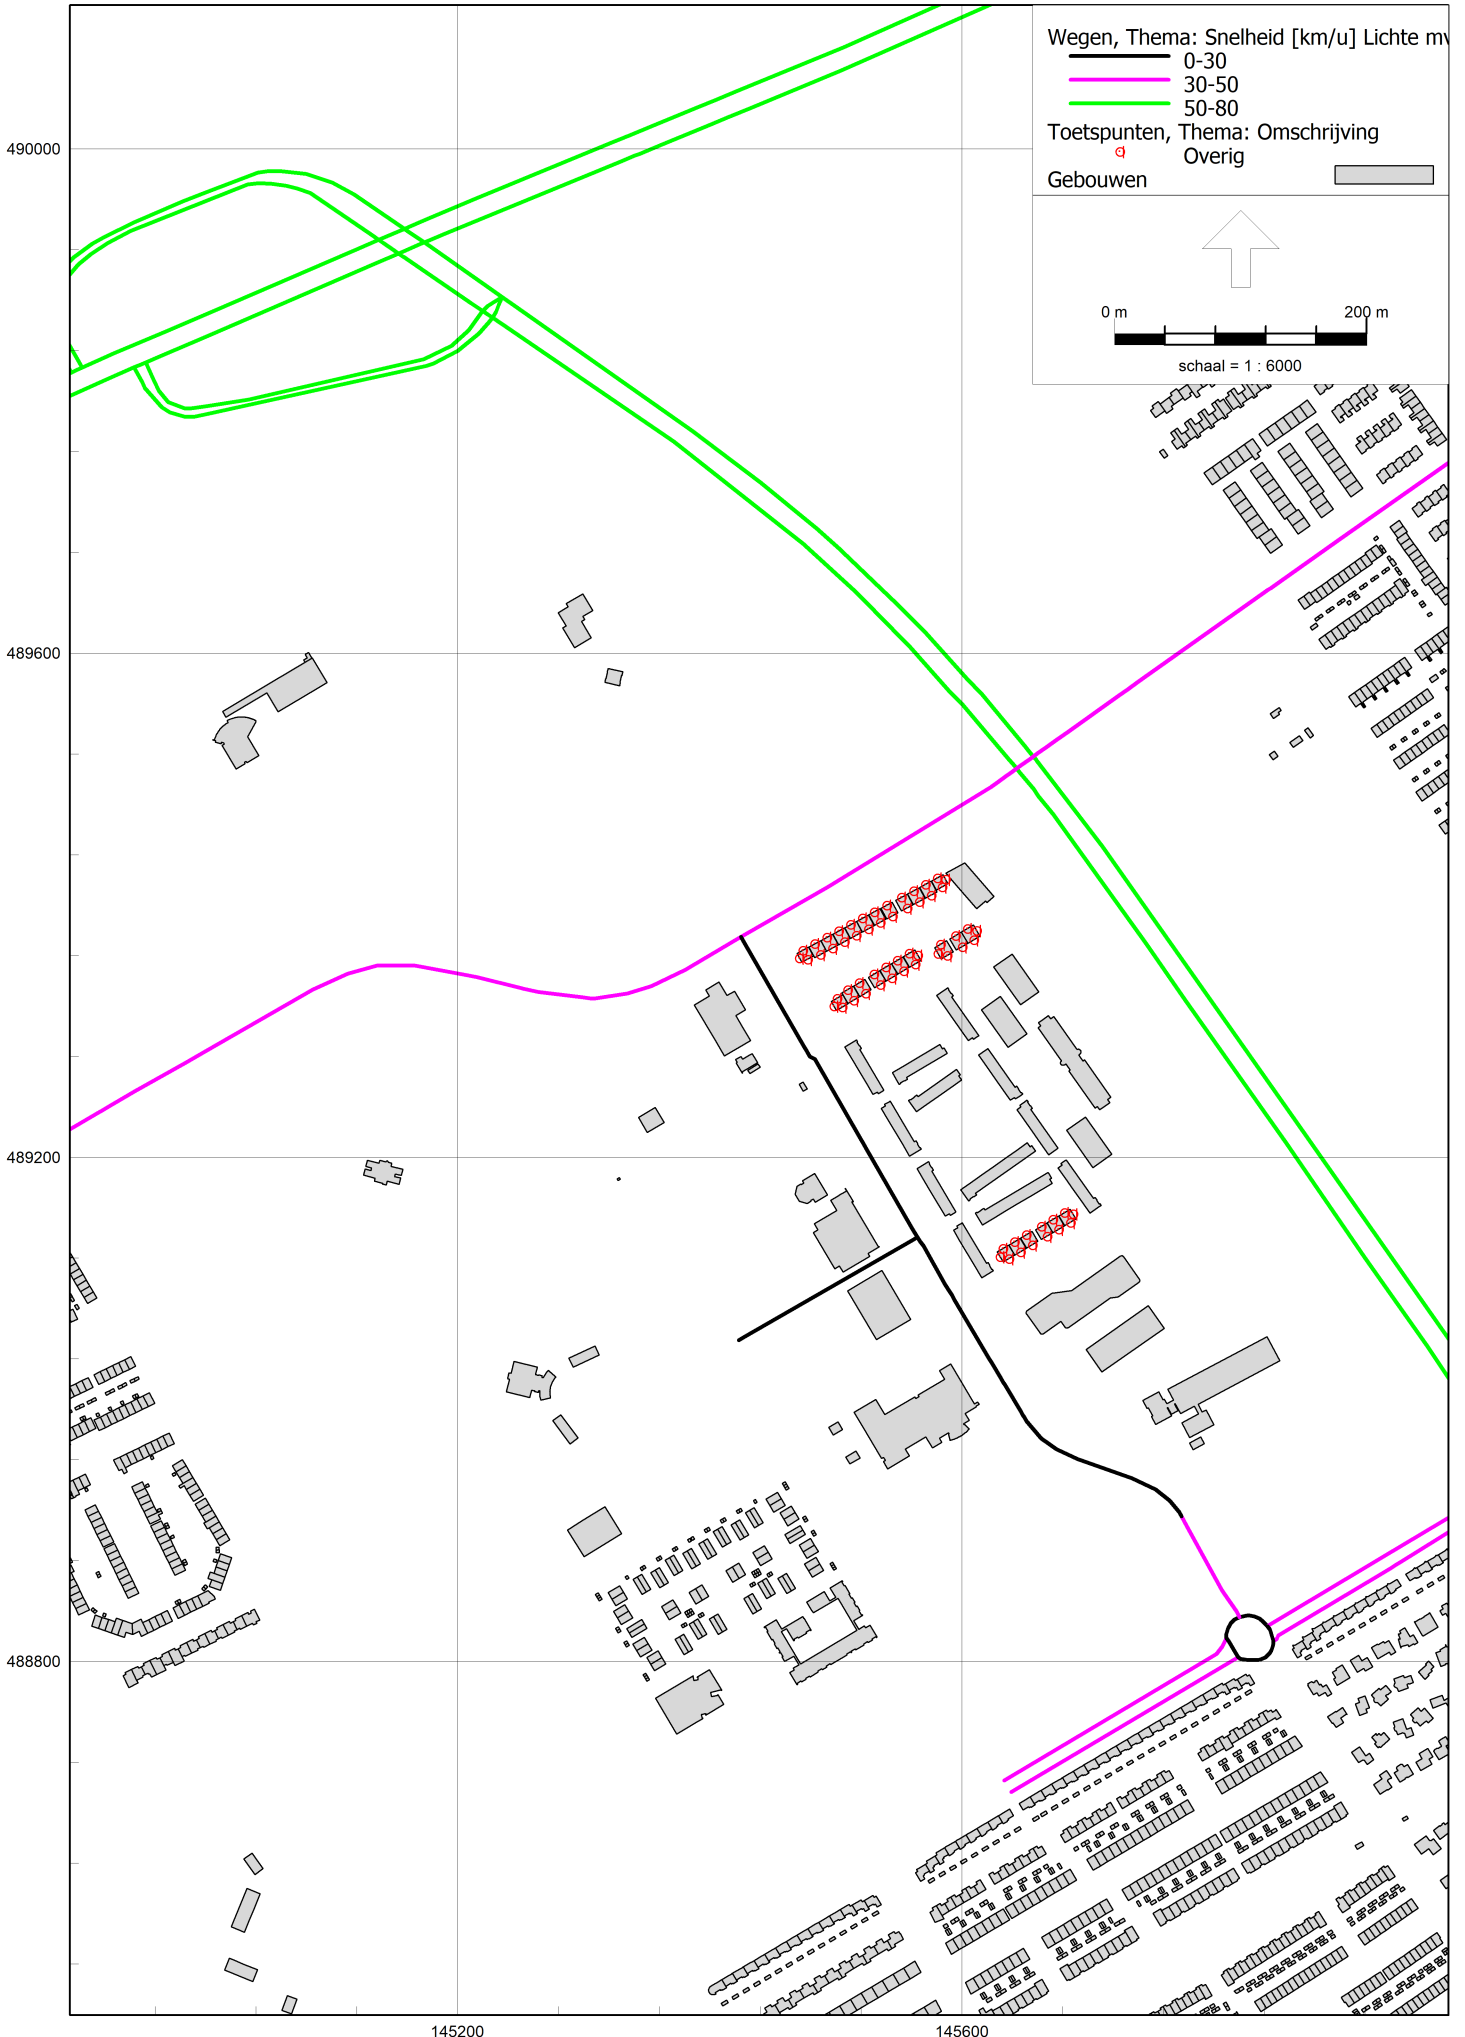 Wegen, Thema: Snelheid [km/u] Lichte mv
0-30
30-50
50-80
Toetspunten, Thema: Omschrijving
Overig
Gebouwen
0 m 200 m
schaal = 1 : 6000
490000
489600
489200
488800
145200 145600